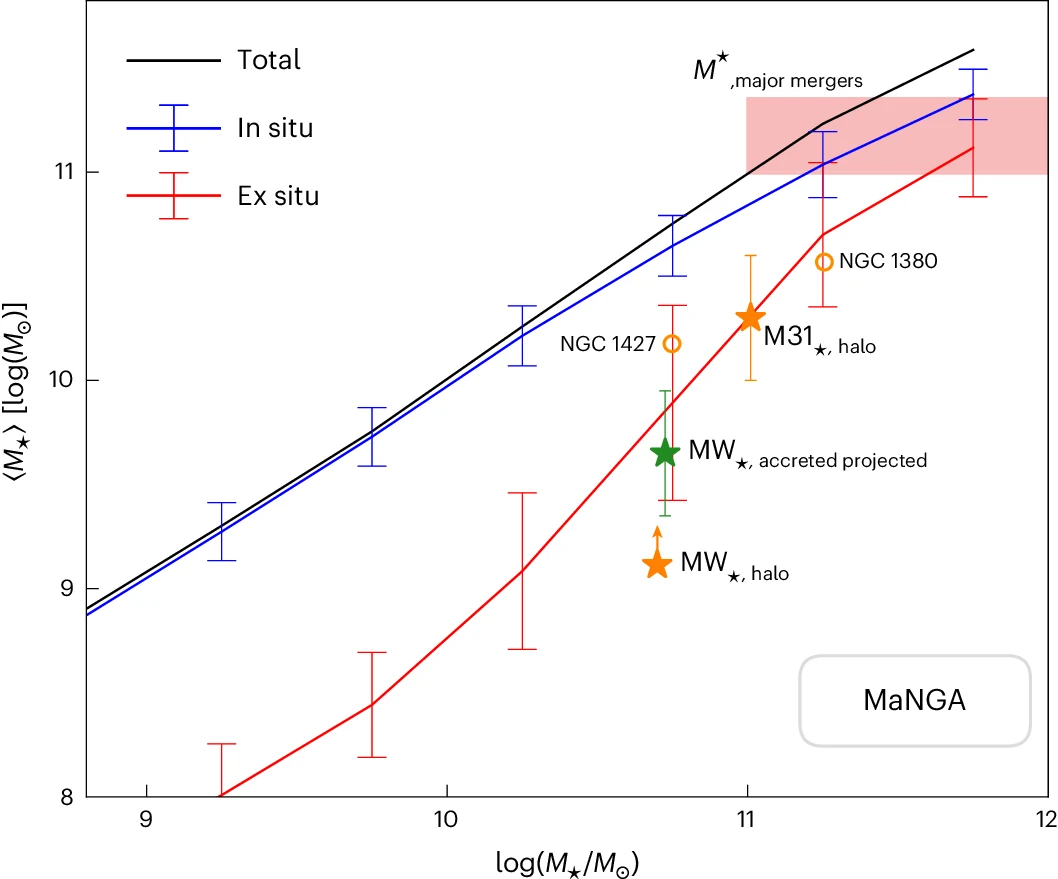 Total
In situ
Ex situ
M★,major mergers
NGC 1380
NGC 1427
M31★, halo
MW★, accreted projected
MW★, halo
MaNGA
⟨M★⟩ [log(M⊙)]
11
10
9
8
9 10 11 12
log(M★/M⊙)